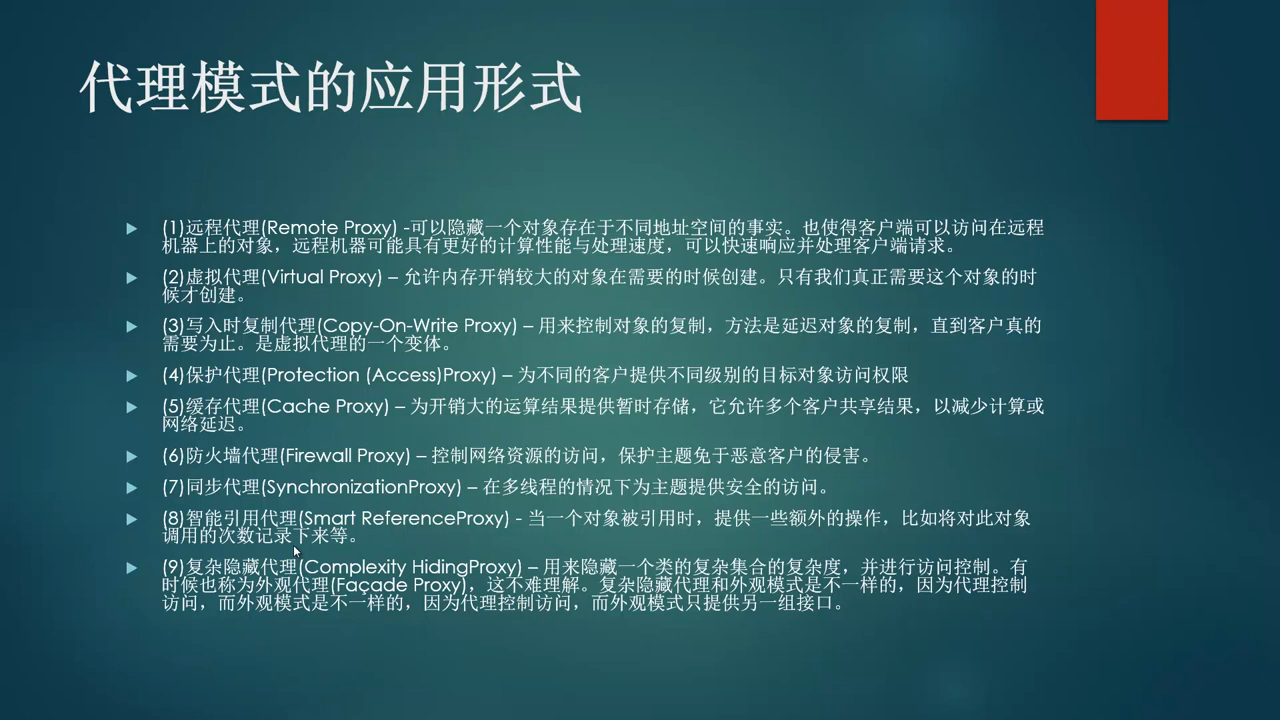 代理模式的应用形式
(1)远程代理(Remote Proxy) -可以隐藏一个对象存在于不同地址空间的事实。也使得客户端可以访问在远程
机器上的对象，远程机器可能具有更好的计算性能与处理速度，可以快速响应并处理客户端请求。
(2)虚拟代理(Virtual Proxy) – 允许内存开销较大的对象在需要的时候创建。只有我们真正需要这个对象的时
候才创建。
(3)写入时复制代理(Copy-On-Write Proxy) – 用来控制对象的复制，方法是延迟对象的复制，直到客户真的
需要为止。是虚拟代理的一个变体。
(4)保护代理(Protection (Access)Proxy) – 为不同的客户提供不同级别的目标对象访问权限
(5)缓存代理(Cache Proxy) – 为开销大的运算结果提供暂时存储，它允许多个客户共享结果，以减少计算或
网络延迟。
(6)防火墙代理(Firewall Proxy) – 控制网络资源的访问，保护主题免于恶意客户的侵害。
(7)同步代理(SynchronizationProxy) – 在多线程的情况下为主题提供安全的访问。
(8)智能引用代理(Smart ReferenceProxy) - 当一个对象被引用时，提供一些额外的操作，比如将对此对象
调用的次数记录下来等。
(9)复杂隐藏代理(Complexity HidingProxy) – 用来隐藏一个类的复杂集合的复杂度，并进行访问控制。有
时候也称为外观代理(Façade Proxy)，这不难理解。复杂隐藏代理和外观模式是不一样的，因为代理控制
访问，而外观模式是不一样的，因为代理控制访问，而外观模式只提供另一组接口。